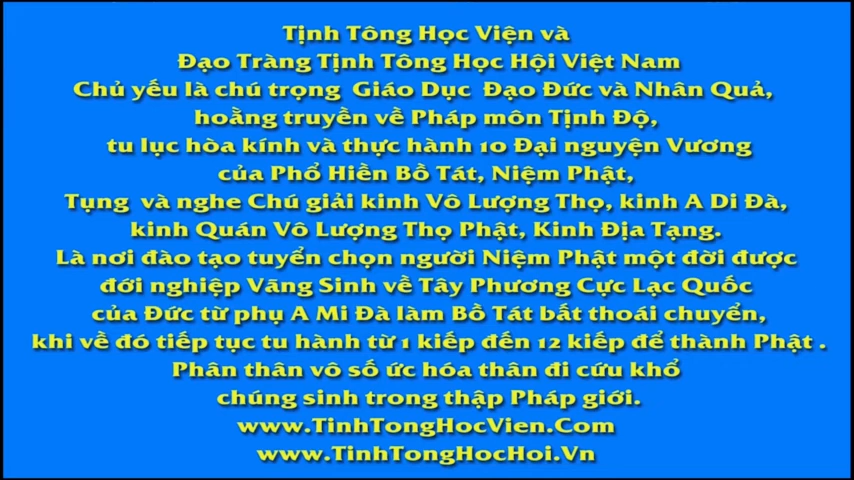 Tịnh Tông Học Viện và
Đạo Tràng Tịnh Tông Học Hội Việt Nam
Chủ yếu là chú trọng Giáo Dục Đạo Đức và Nhân Quả,
hoằng truyền về Pháp môn Tịnh Độ,
tu lục hòa kính và thực hành 10 Đại nguyện Vương
của Phổ Hiền Bồ Tát, Niệm Phật,
Tụng và nghe Chú giải kinh Vô Lượng Thọ, kinh A Di Đà,
kinh Quán Vô Lượng Thọ Phật, Kinh Địa Tạng.
Là nơi đào tạo tuyển chọn người Niệm Phật một đời được
đới nghiệp Vãng Sinh về Tây Phương Cực Lạc Quốc
của Đức từ phụ A Mi Đà làm Bồ Tát bất thoái chuyển,
khi về đó tiếp tục tu hành từ 1 kiếp đến 12 kiếp để thành Phật .
Phân thân vô số ức hóa thân đi cứu khổ
chúng sinh trong thập Pháp giới.
www.TinhTongHocVien.Com
www.TinhTongHocHoi.Vn